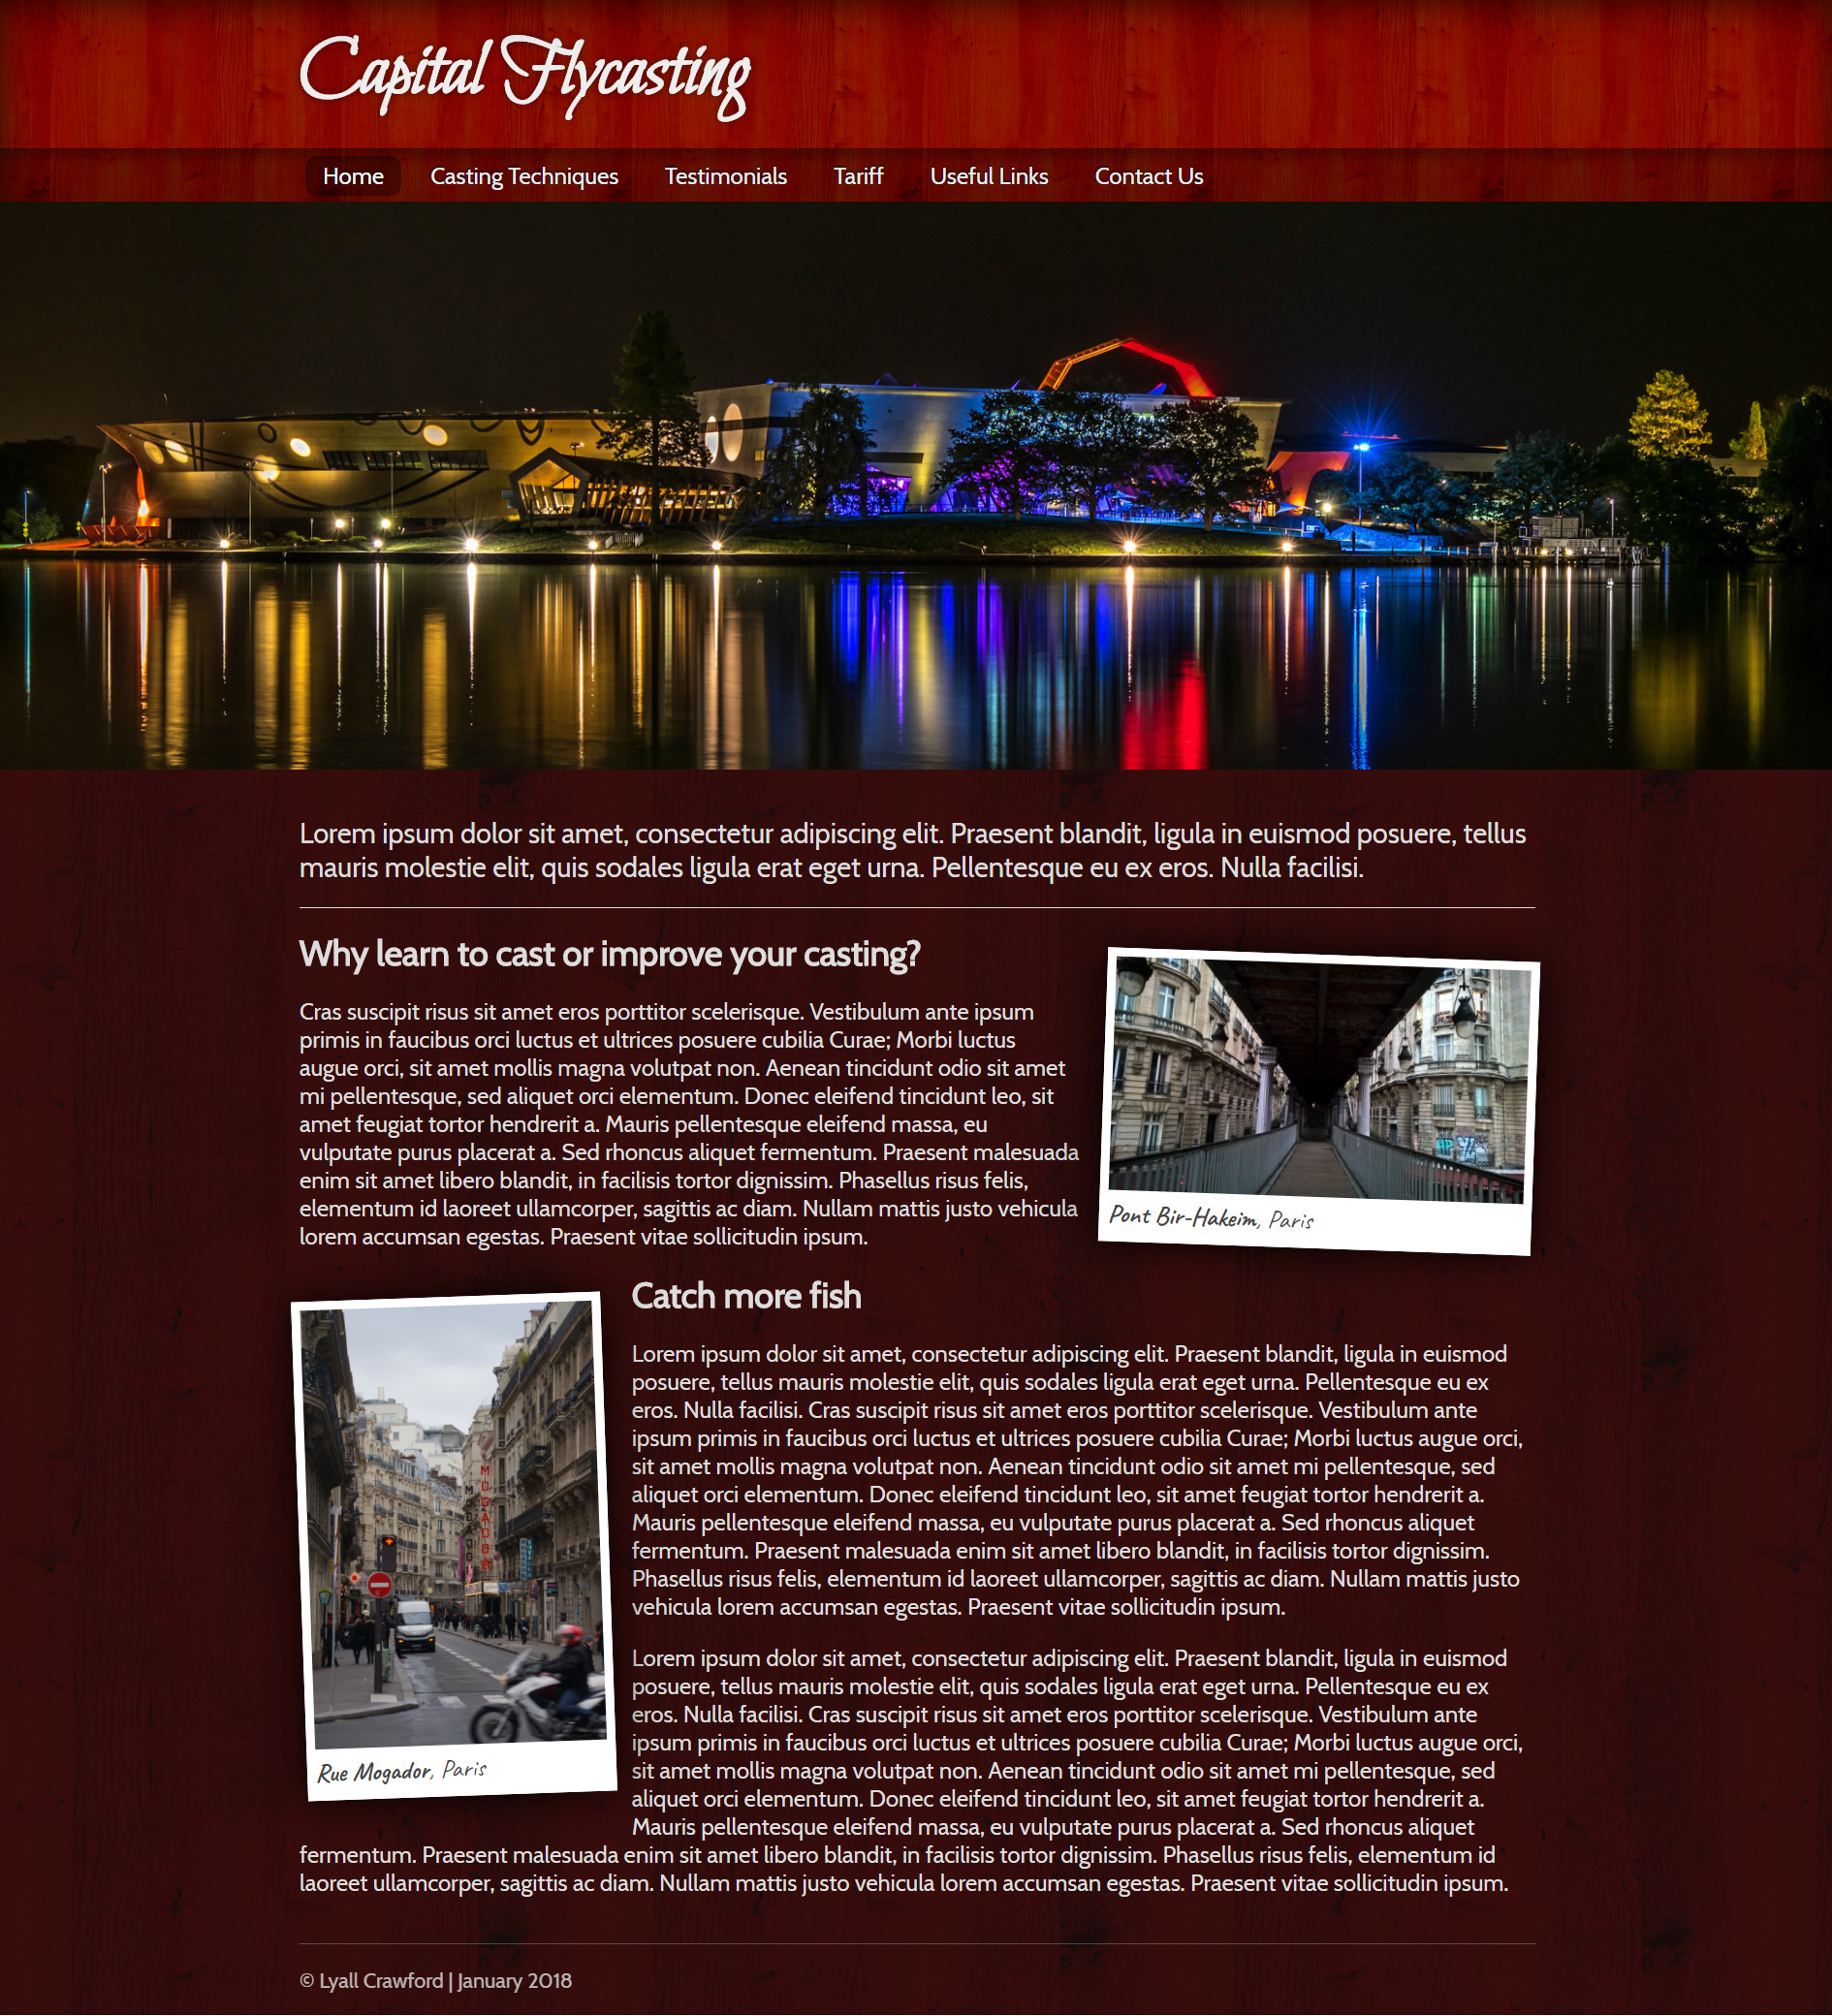 Capital Flycasting
Home Casting Techniques Testimonials Tariff Useful Links Contact Us
Lorem ipsum dolor sit amet, consectetur adipiscing elit. Praesent blandit, ligula in euismod posuere, tellus
mauris molestie elit, quis sodales ligula erat eget urna. Pellentesque eu ex eros. Nulla facilisi.
Why learn to cast or improve your casting?
Cras suscipit risus sit amet eros porttitor scelerisque. Vestibulum ante ipsum
primis in faucibus orci luctus et ultrices posuere cubilia Curae; Morbi luctus
augue orci, sit amet mollis magna volutpat non. Aenean tincidunt odio sit amet
mi pellentesque, sed aliquet orci elementum. Donec eleifend tincidunt leo, sit
amet feugiat tortor hendrerit a. Mauris pellentesque eleifend massa, eu
vulputate purus placerat a. Sed rhoncus aliquet fermentum. Praesent malesuada
enim sit amet libero blandit, in facilisis tortor dignissim. Phasellus risus felis,
elementum id laoreet ullamcorper, sagittis ac diam. Nullam mattis justo vehicula
lorem accumsan egestas. Praesent vitae sollicitudin ipsum.
Pont Bir-Hakeim, Paris
Catch more fish
Lorem ipsum dolor sit amet, consectetur adipiscing elit. Praesent blandit, ligula in euismod
posuere, tellus mauris molestie elit, quis sodales ligula erat eget urna. Pellentesque eu ex
eros. Nulla facilisi. Cras suscipit risus sit amet eros porttitor scelerisque. Vestibulum ante
ipsum primis in faucibus orci luctus et ultrices posuere cubilia Curae; Morbi luctus augue orci,
sit amet mollis magna volutpat non. Aenean tincidunt odio sit amet mi pellentesque, sed
aliquet orci elementum. Donec eleifend tincidunt leo, sit amet feugiat tortor hendrerit a.
Mauris pellentesque eleifend massa, eu vulputate purus placerat a. Sed rhoncus aliquet
fermentum. Praesent malesuada enim sit amet libero blandit, in facilisis tortor dignissim.
Phasellus risus felis, elementum id laoreet ullamcorper, sagittis ac diam. Nullam mattis justo
vehicula lorem accumsan egestas. Praesent vitae sollicitudin ipsum.
MOGADOR
Rue Mogador, Paris
Lorem ipsum dolor sit amet, consectetur adipiscing elit. Praesent blandit, ligula in euismod
posuere, tellus mauris molestie elit, quis sodales ligula erat eget urna. Pellentesque eu ex
eros. Nulla facilisi. Cras suscipit risus sit amet eros porttitor scelerisque. Vestibulum ante
ipsum primis in faucibus orci luctus et ultrices posuere cubilia Curae; Morbi luctus augue orci,
sit amet mollis magna volutpat non. Aenean tincidunt odio sit amet mi pellentesque, sed
aliquet orci elementum. Donec eleifend tincidunt leo, sit amet feugiat tortor hendrerit a.
Mauris pellentesque eleifend massa, eu vulputate purus placerat a. Sed rhoncus aliquet
fermentum. Praesent malesuada enim sit amet libero blandit, in facilisis tortor dignissim. Phasellus risus felis, elementum id
laoreet ullamcorper, sagittis ac diam. Nullam mattis justo vehicula lorem accumsan egestas. Praesent vitae sollicitudin ipsum.
© Lyall Crawford | January 2018